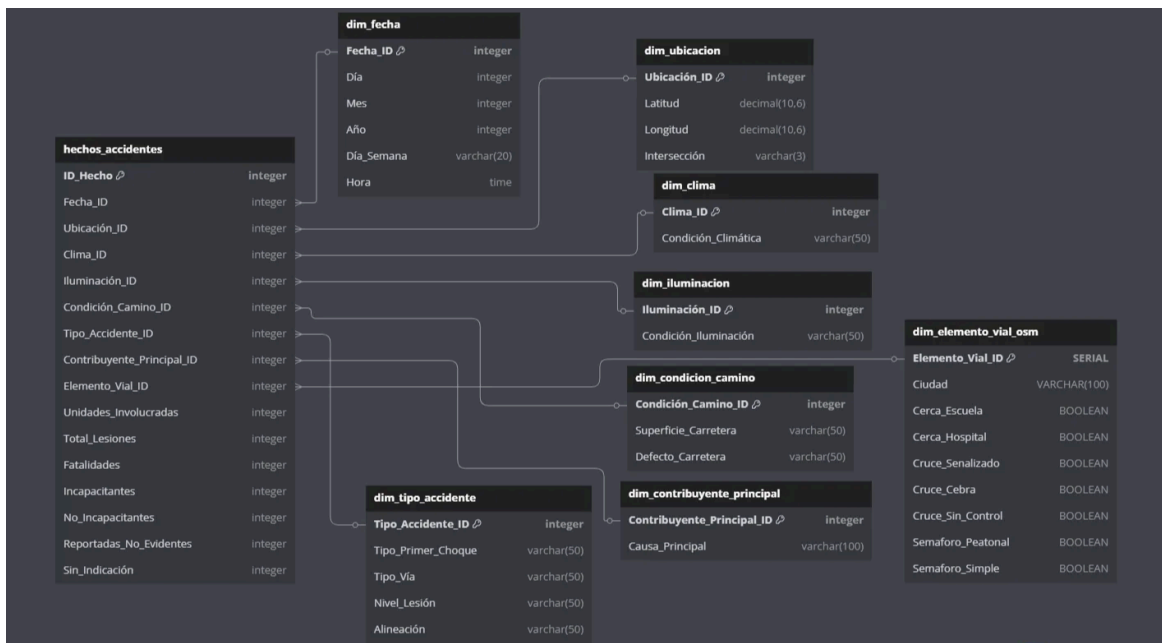 dim_fecha
Fecha_ID integer
Día integer
Mes integer
Año integer
Día_Semana varchar(20)
Hora time
dim_ubicacion
Ubicación_ID integer
Latitud decimal(10,6)
Longitud decimal(10,6)
Intersección varchar(3)
hechos_accidentes
ID_Hecho integer
Fecha_ID integer
Ubicación_ID integer
Clima_ID integer
Iluminación_ID integer
Condición_Camino_ID integer
Tipo_Accidente_ID integer
Contribuyente_Principal_ID integer
Elemento_Vial_ID integer
Unidades_Involucradas integer
Total_Lesiones integer
Fatalidades integer
Incapacitantes integer
No_Incapacitantes integer
Reportadas_No_Evidentes integer
Sin_Indicación integer
dim_clima
Clima_ID integer
Condición_Climática varchar(50)
dim_iluminacion
Iluminación_ID integer
Condición_Iluminación varchar(50)
dim_elemento_vial_osm
Elemento_Vial_ID SERIAL
Ciudad VARCHAR(100)
Cerca_Escuela BOOLEAN
Cerca_Hospital BOOLEAN
Cruce_Senalizado BOOLEAN
Cruce_Cebra BOOLEAN
Cruce_Sin_Control BOOLEAN
Semaforo_Peatonal BOOLEAN
Semaforo_Simple BOOLEAN
dim_condicion_camino
Condición_Camino_ID integer
Superficie_Carretera varchar(50)
Defecto_Carretera varchar(50)
dim_contribuyente_principal
Contribuyente_Principal_ID integer
Causa_Principal varchar(100)
dim_tipo_accidente
Tipo_Accidente_ID integer
Tipo_Primer_Choque varchar(50)
Tipo_Vía varchar(50)
Nivel_Lesión varchar(50)
Alineación varchar(50)